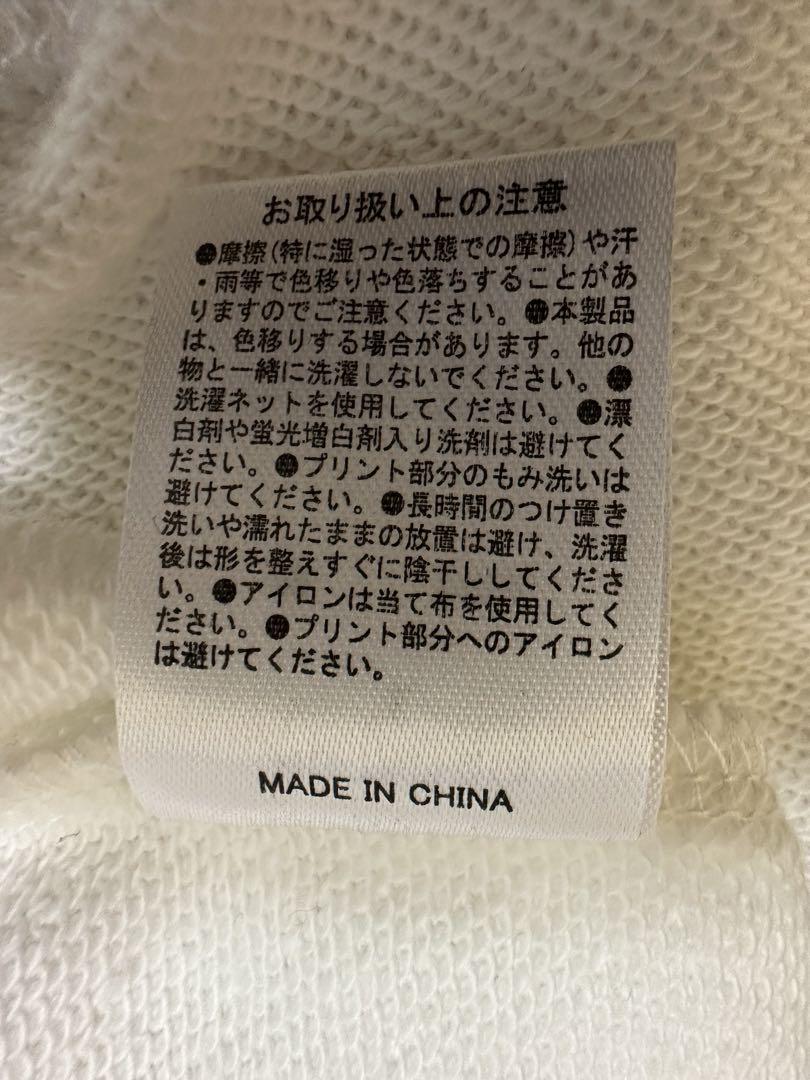 お取り扱い上の注意
●摩擦(特に湿った状態での摩擦)や汗
・雨等で色移りや色落ちすることがあ
りますのでご注意ください。●本製品
は、色移りする場合があります。他の
物と一緒に洗濯しないでください。●
洗濯ネットを使用してください。●漂
白剤や蛍光増白剤入り洗剤は避けてく
ださい。●プリント部分のもみ洗いは
避けてください。●長時間のつけ置き
洗いや濡れたままの放置は避け、洗濯
後は形を整えすぐに陰干ししてくださ
い。●アイロンは当て布を使用してく
ださい。●プリント部分へのアイロン
は避けてください。
MADE IN CHINA